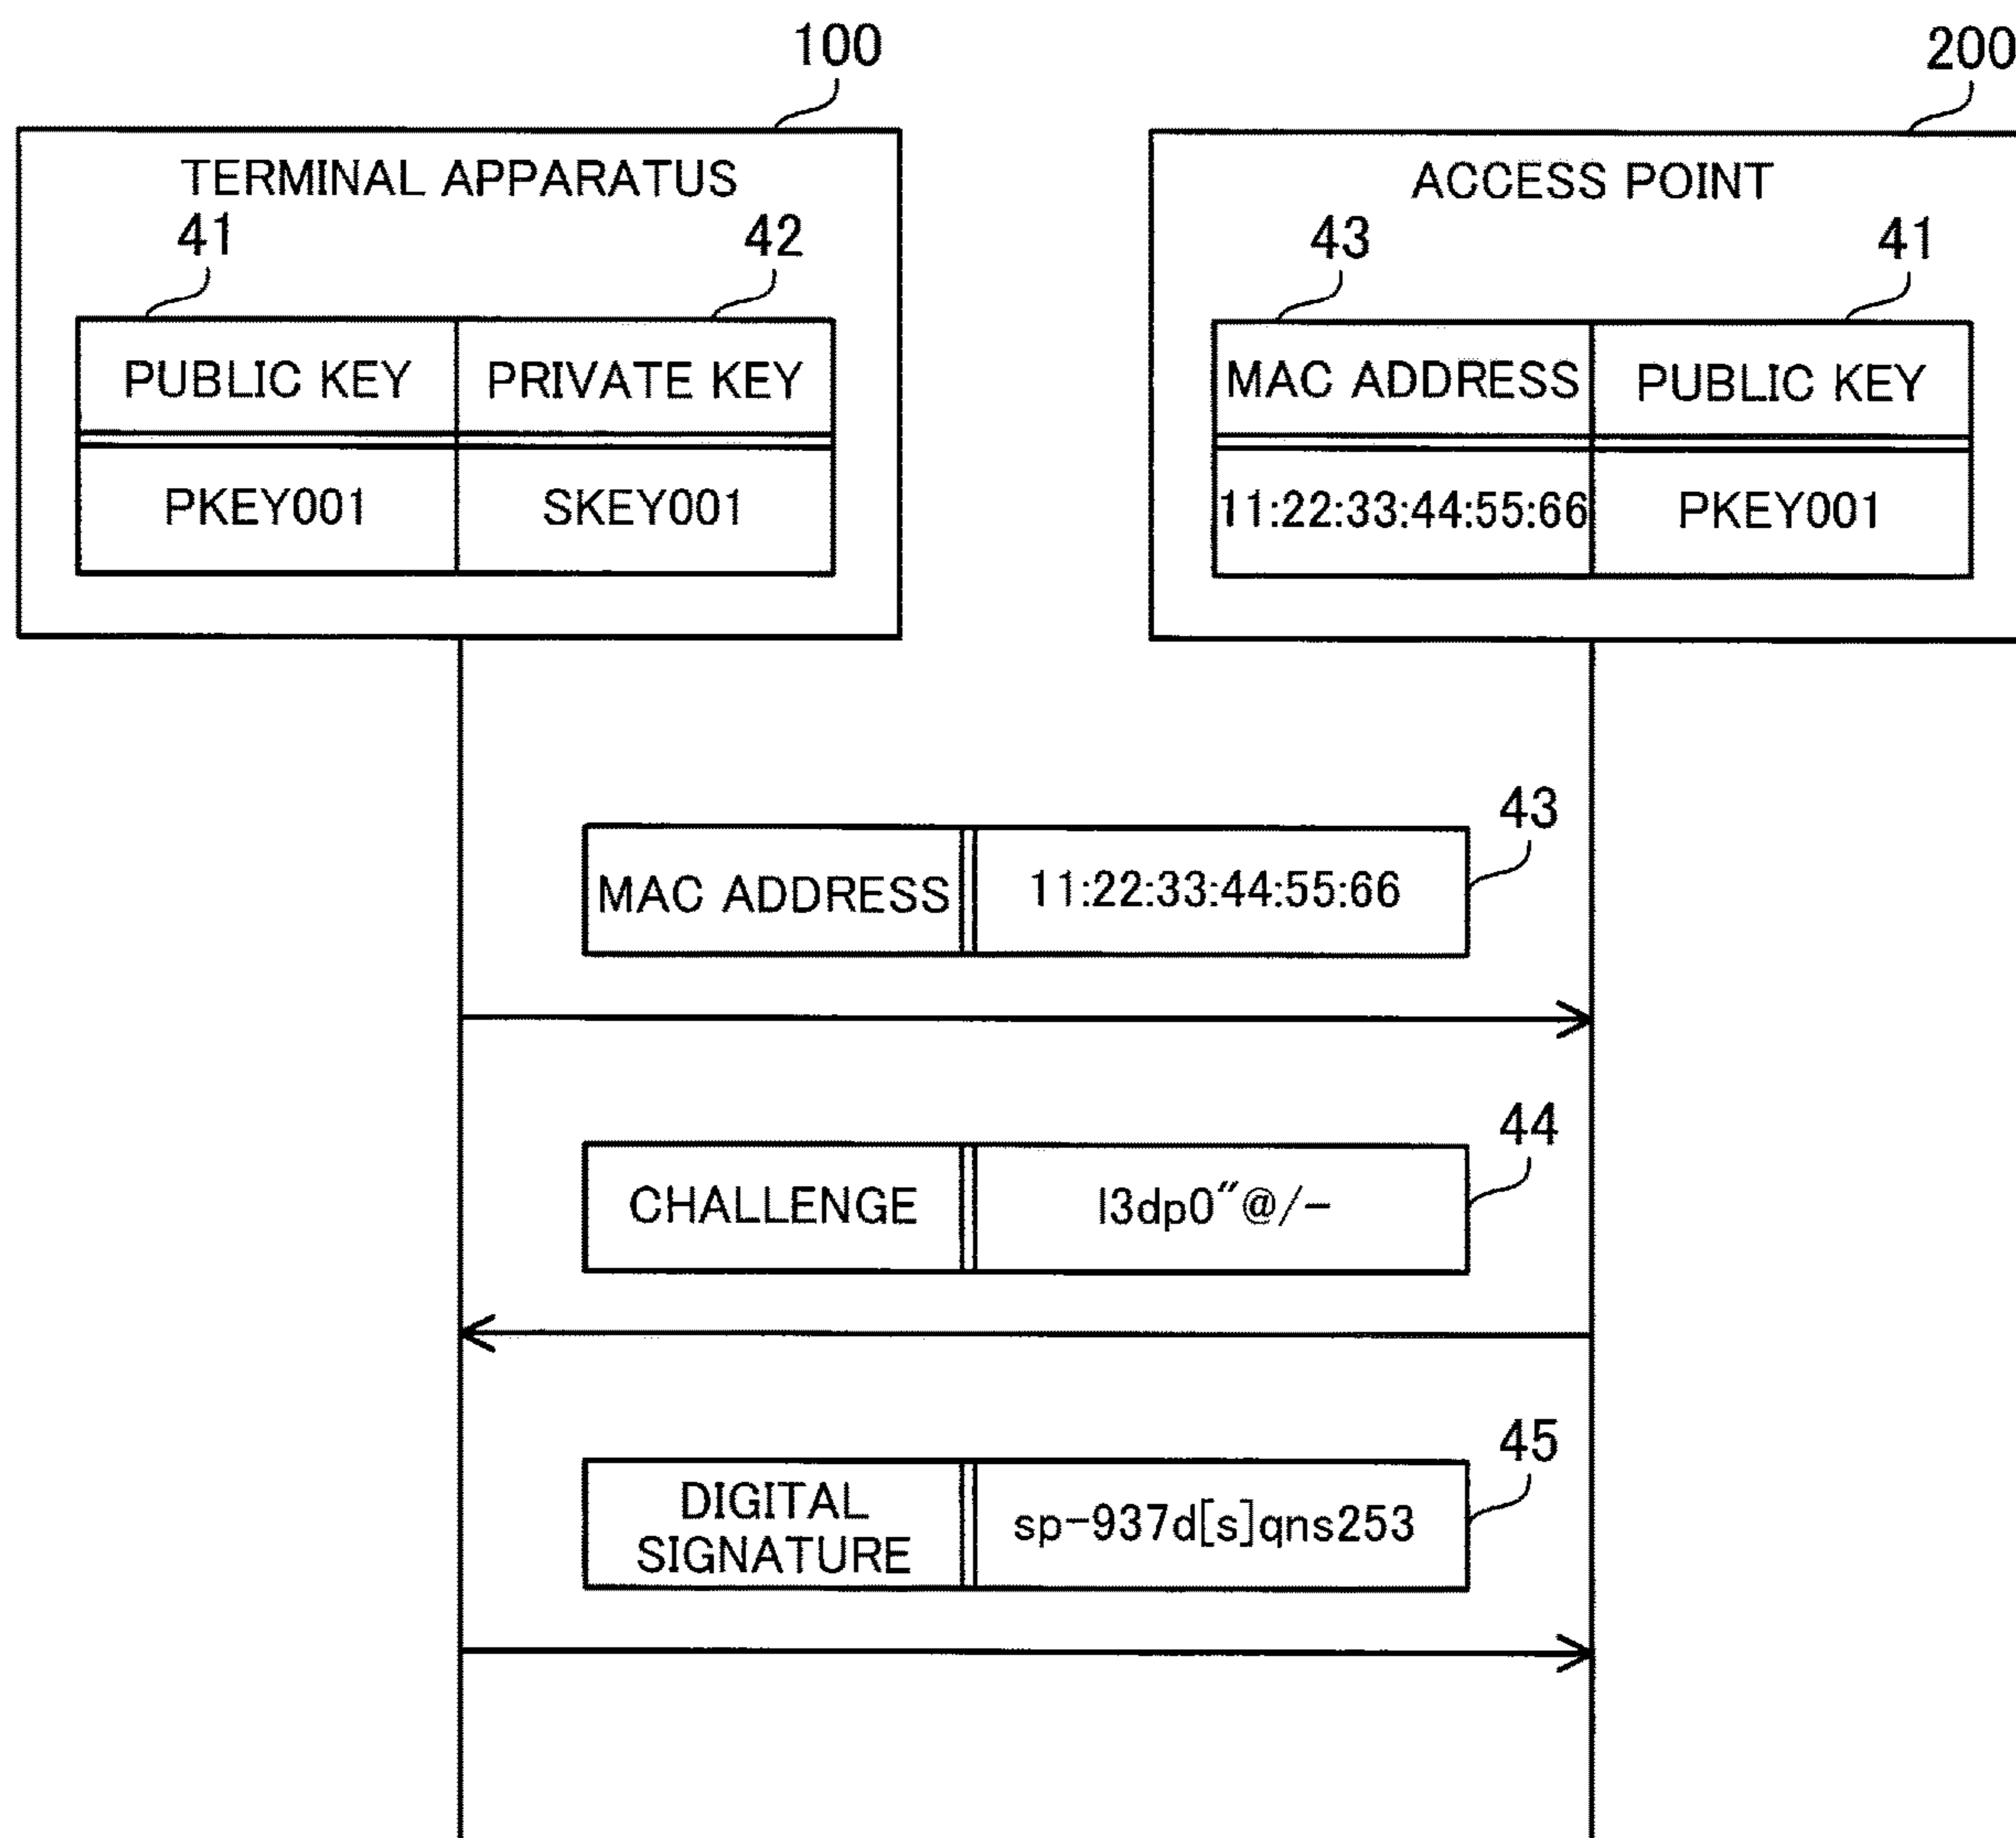 100
200
TERMINAL APPARATUS
ACCESS POINT
41
42
43
41
PUBLIC KEY
PRIVATE KEY
MAC ADDRESS
PUBLIC KEY
PKEY001
SKEY001
11:22:33:44:55:66
PKEY001
43
MAC ADDRESS
11:22:33:44:55:66
44
CHALLENGE
l3dp0"@/-
45
DIGITAL
SIGNATURE
sp-937d[s]qns253